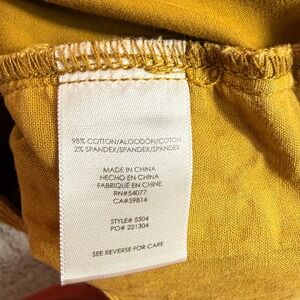 98% COTTON/ALGODÓN/COTON
2% SPANDEX/SPANDEX/SPANDEX
MADE IN CHINA
HECHO EN CHINA
FABRIQUÉ EN CHINE
RN#54077
CA#59814
STYLE# 5504
PO# 221304
SEE REVERSE FOR CARE